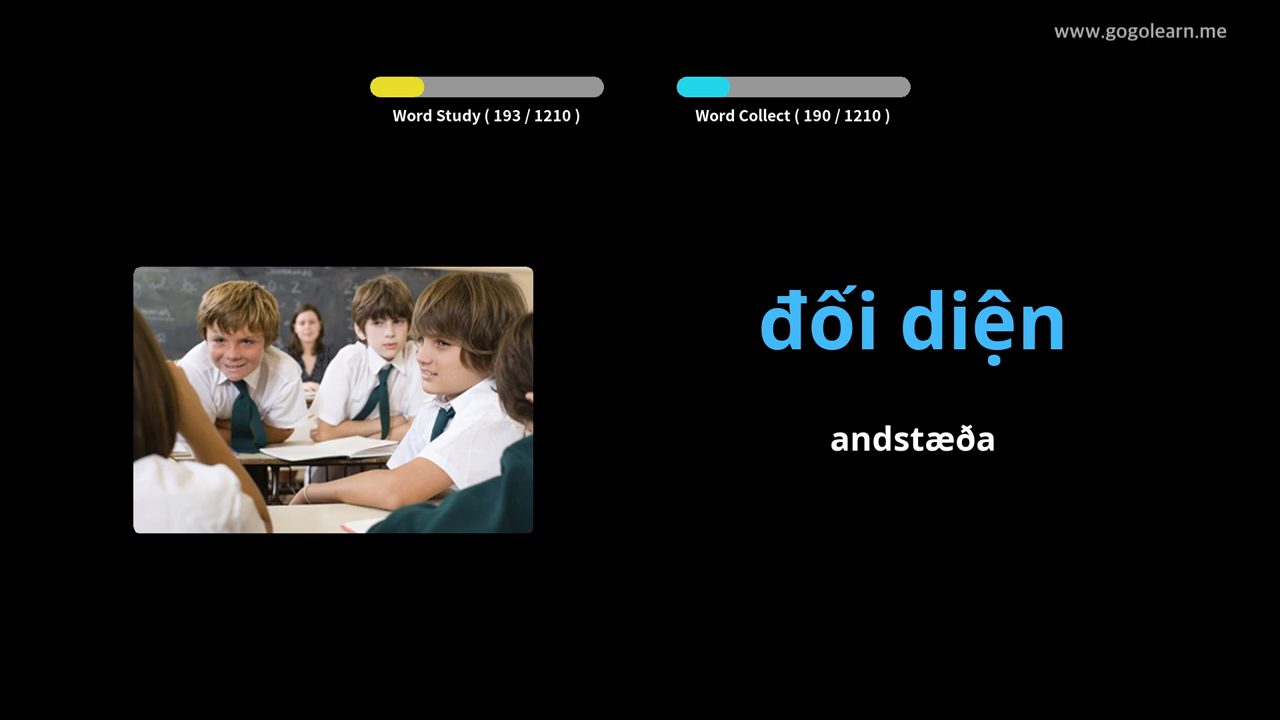 www.gogolearn.me
Word Study ( 193 / 1210 )
Word Collect ( 190 / 1210 )
đối diện
andstæða